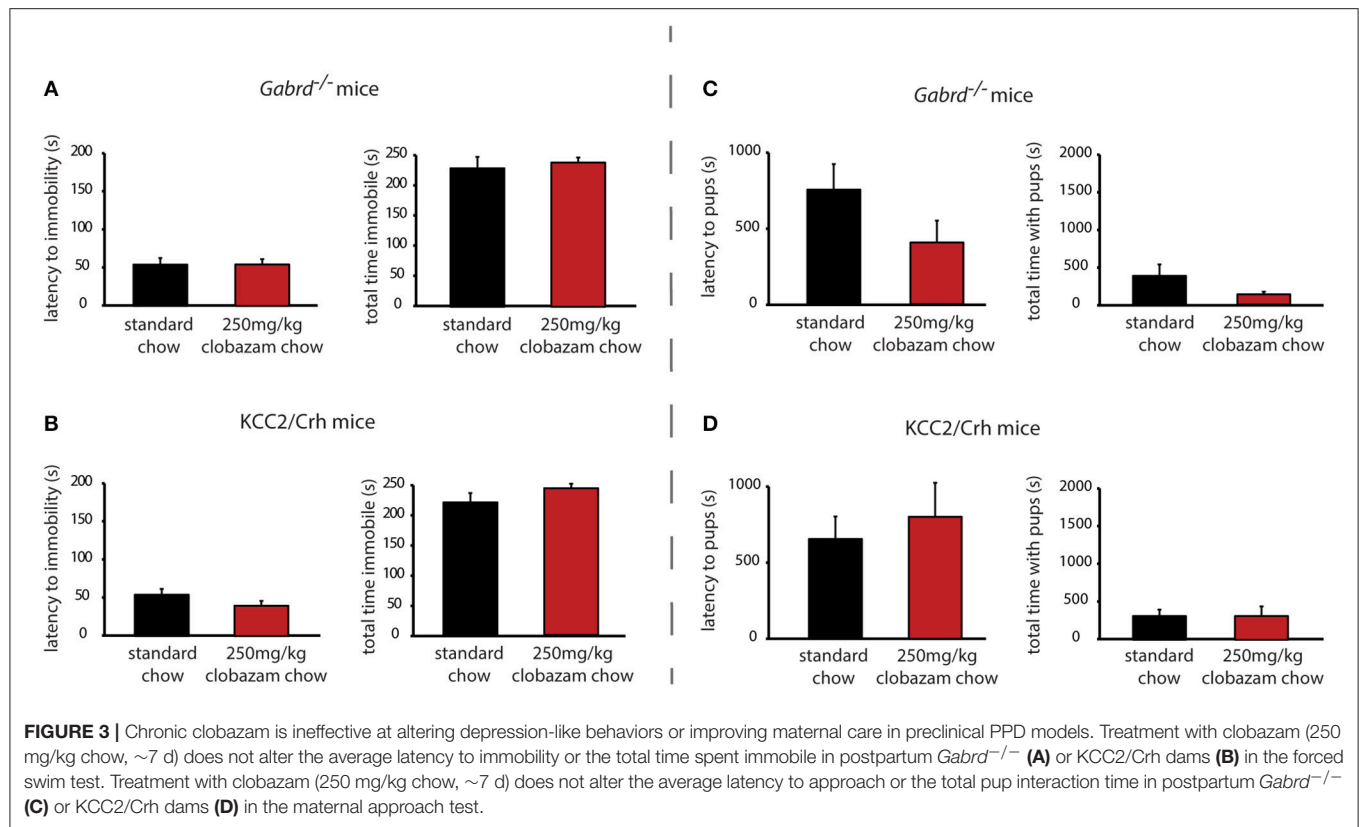 A
Gabrd-/- mice
latency to immobility (s)
200
150
100
50
0
standard chow
250mg/kg clobazam chow
total time immobile (s)
250
200
150
100
50
0
standard chow
250mg/kg clobazam chow
C
Gabrd-/- mice
latency to pups (s)
1000
500
0
standard chow
250mg/kg clobazam chow
total time with pups (s)
2000
1500
1000
500
0
standard chow
250mg/kg clobazam chow
B
KCC2/Crh mice
latency to immobility (s)
200
150
100
50
0
standard chow
250mg/kg clobazam chow
total time immobile (s)
250
200
150
100
50
0
standard chow
250mg/kg clobazam chow
D
KCC2/Crh mice
latency to pups (s)
1000
500
0
standard chow
250mg/kg clobazam chow
total time with pups (s)
2000
1500
1000
500
0
standard chow
250mg/kg clobazam chow
FIGURE 3 | Chronic clobazam is ineffective at altering depression-like behaviors or improving maternal care in preclinical PPD models. Treatment with clobazam (250
mg/kg chow, ∼7 d) does not alter the average latency to immobility or the total time spent immobile in postpartum Gabrd−/− (A) or KCC2/Crh dams (B) in the forced
swim test. Treatment with clobazam (250 mg/kg chow, ∼7 d) does not alter the average latency to approach or the total pup interaction time in postpartum Gabrd−/−
(C) or KCC2/Crh dams (D) in the maternal approach test.